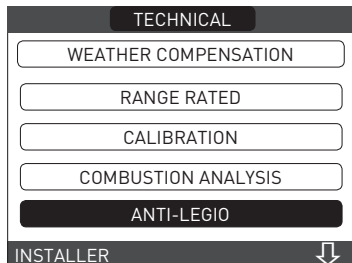 TECHNICAL
WEATHER COMPENSATION
RANGE RATED
CALIBRATION
COMBUSTION ANALYSIS
ANTI-LEGIO
INSTALLER